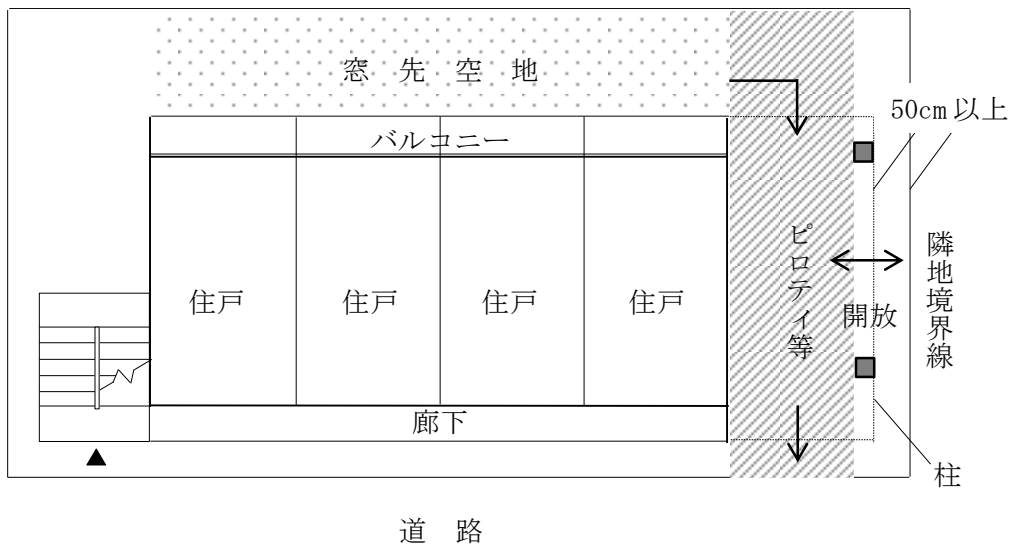 窓先空地
50cm以上
バルコニー
住戸
住戸
住戸
住戸
ピロティ等
開放
隣地境界線
廊下
柱
道路